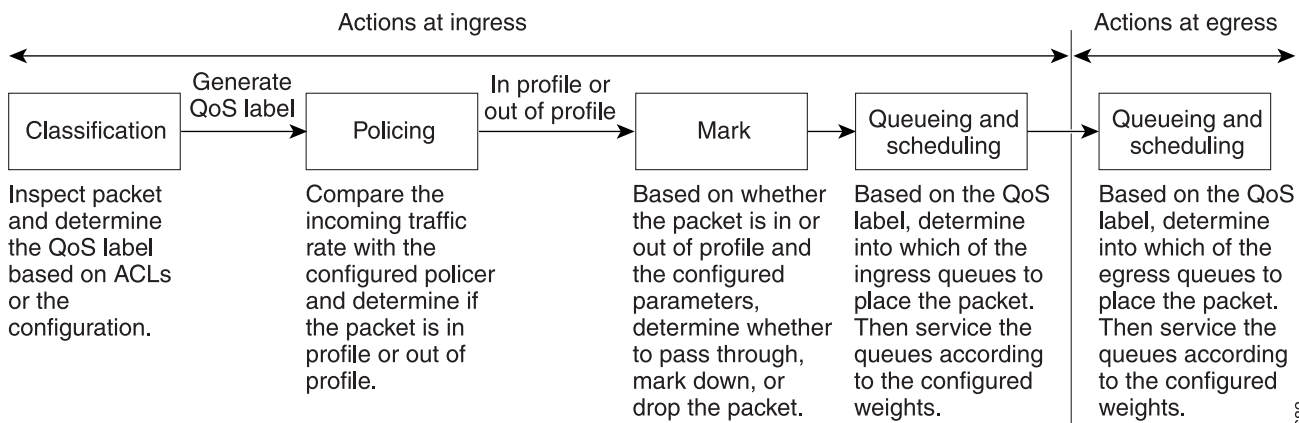 Actions at ingress
Actions at egress
Generate
QoS label
In profile or
out of profile
Classification
Policing
Mark
Queueing and
scheduling
Queueing and
scheduling
Inspect packet
and determine
the QoS label
based on ACLs
or the
configuration.
Compare the
incoming traffic
rate with the
configured policer
and determine if
the packet is in
profile or out of
profile.
Based on whether
the packet is in or
out of profile and
the configured
parameters,
determine whether
to pass through,
mark down, or
drop the packet.
Based on the QoS
label, determine
into which of the
ingress queues to
place the packet.
Then service the
queues according
to the configured
weights.
Based on the QoS
label, determine
into which of the
egress queues to
place the packet.
Then service the
queues according
to the configured
weights.